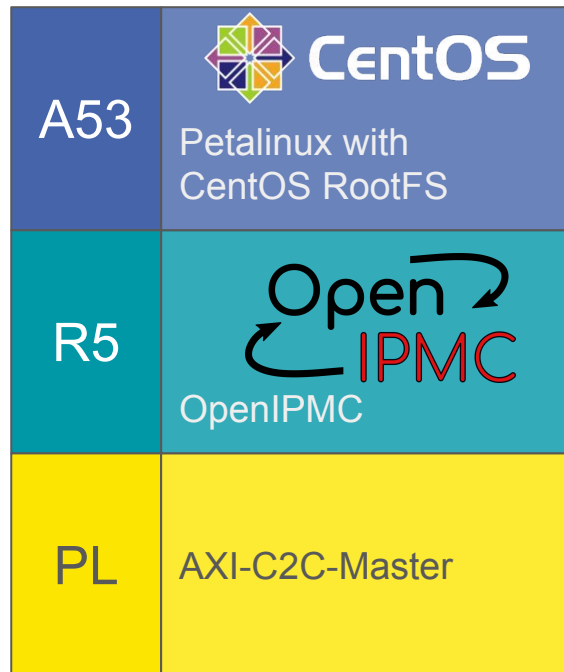 A53
CentOS
Petalinux with
CentOS RootFS
R5
Open
IPMC
OpenIPMC
PL
AXI-C2C-Master